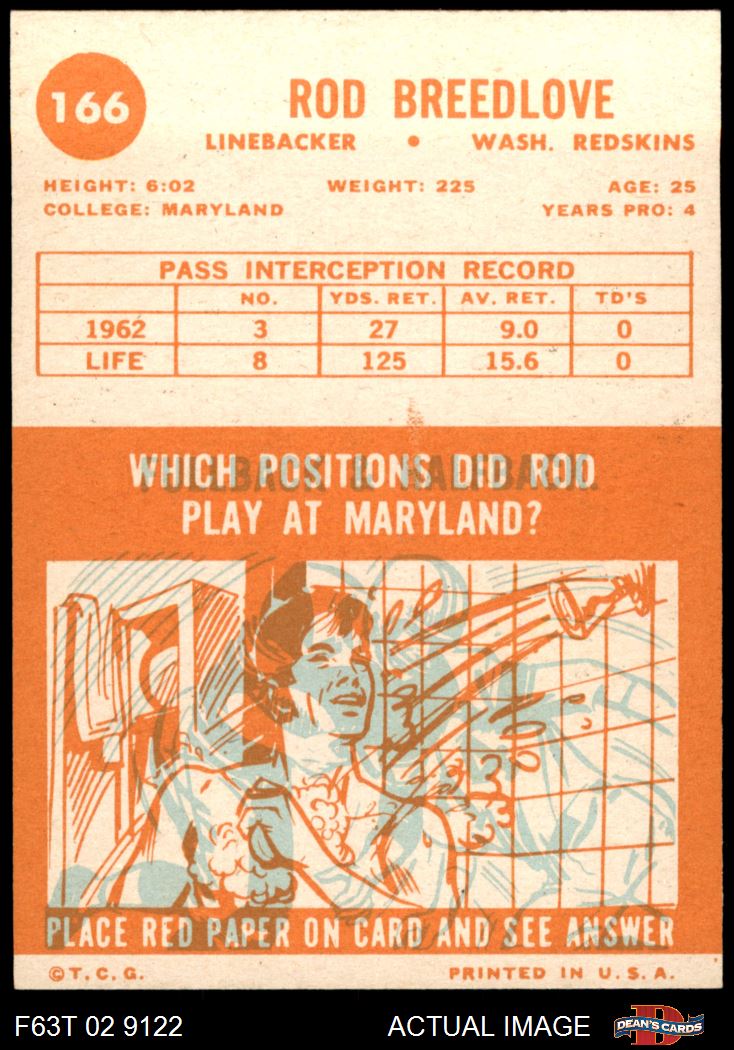 166
ROD BREEDLOVE
LINEBACKER • WASH. REDSKINS
HEIGHT: 6:02 WEIGHT: 225 AGE: 25
COLLEGE: MARYLAND YEARS PRO: 4
PASS INTERCEPTION RECORD
NO. YDS. RET. AV. RET. TD'S
1962 3 27 9.0 0
LIFE 8 125 15.6 0
WHICH POSITIONS DID ROD
FULLBACK & HALFBACK.
PLAY AT MARYLAND?
PLACE RED PAPER ON CARD AND SEE ANSWER
©T.C.G. PRINTED IN U.S.A.
F63T 02 9122 ACTUAL IMAGE D DEAN'S CARDS